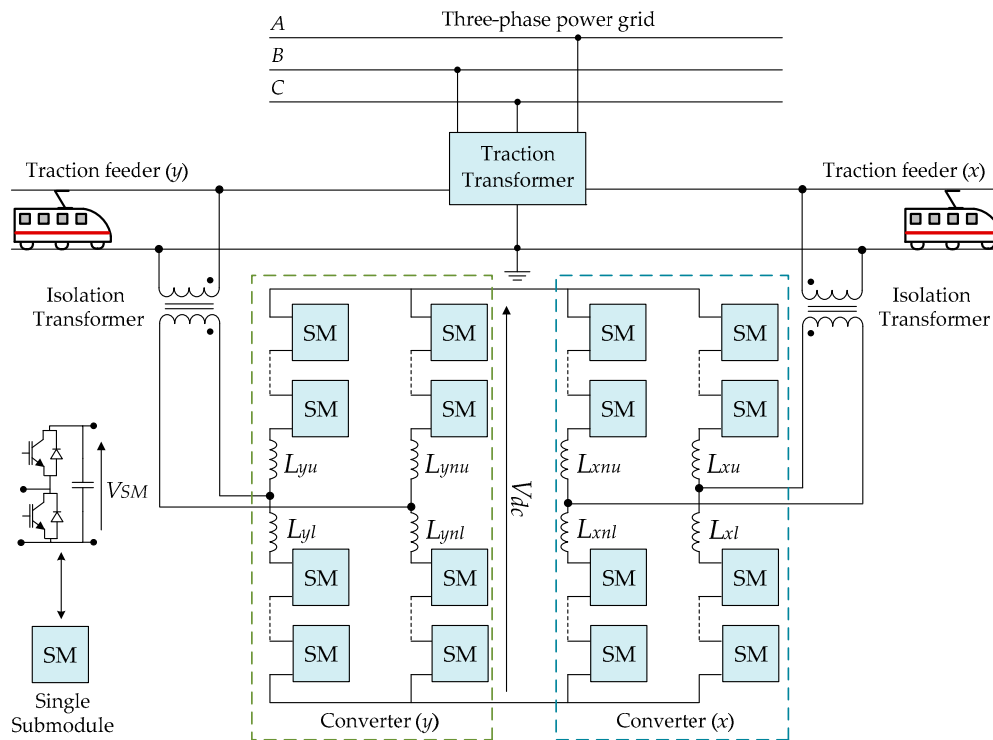 A
Three-phase power grid
B
C
Traction
Transformer
Traction feeder (y)
Traction feeder (x)
Isolation
Transformer
Isolation
Transformer
SM
SM
SM
SM
SM
SM
SM
SM
Lyu
Lynu
Lxnu
Lxu
VSM
Vdc
Lyl
Lynl
Lxnl
Lxl
SM
SM
SM
SM
SM
SM
SM
SM
SM
Single
Submodule
Converter (y)
Converter (x)